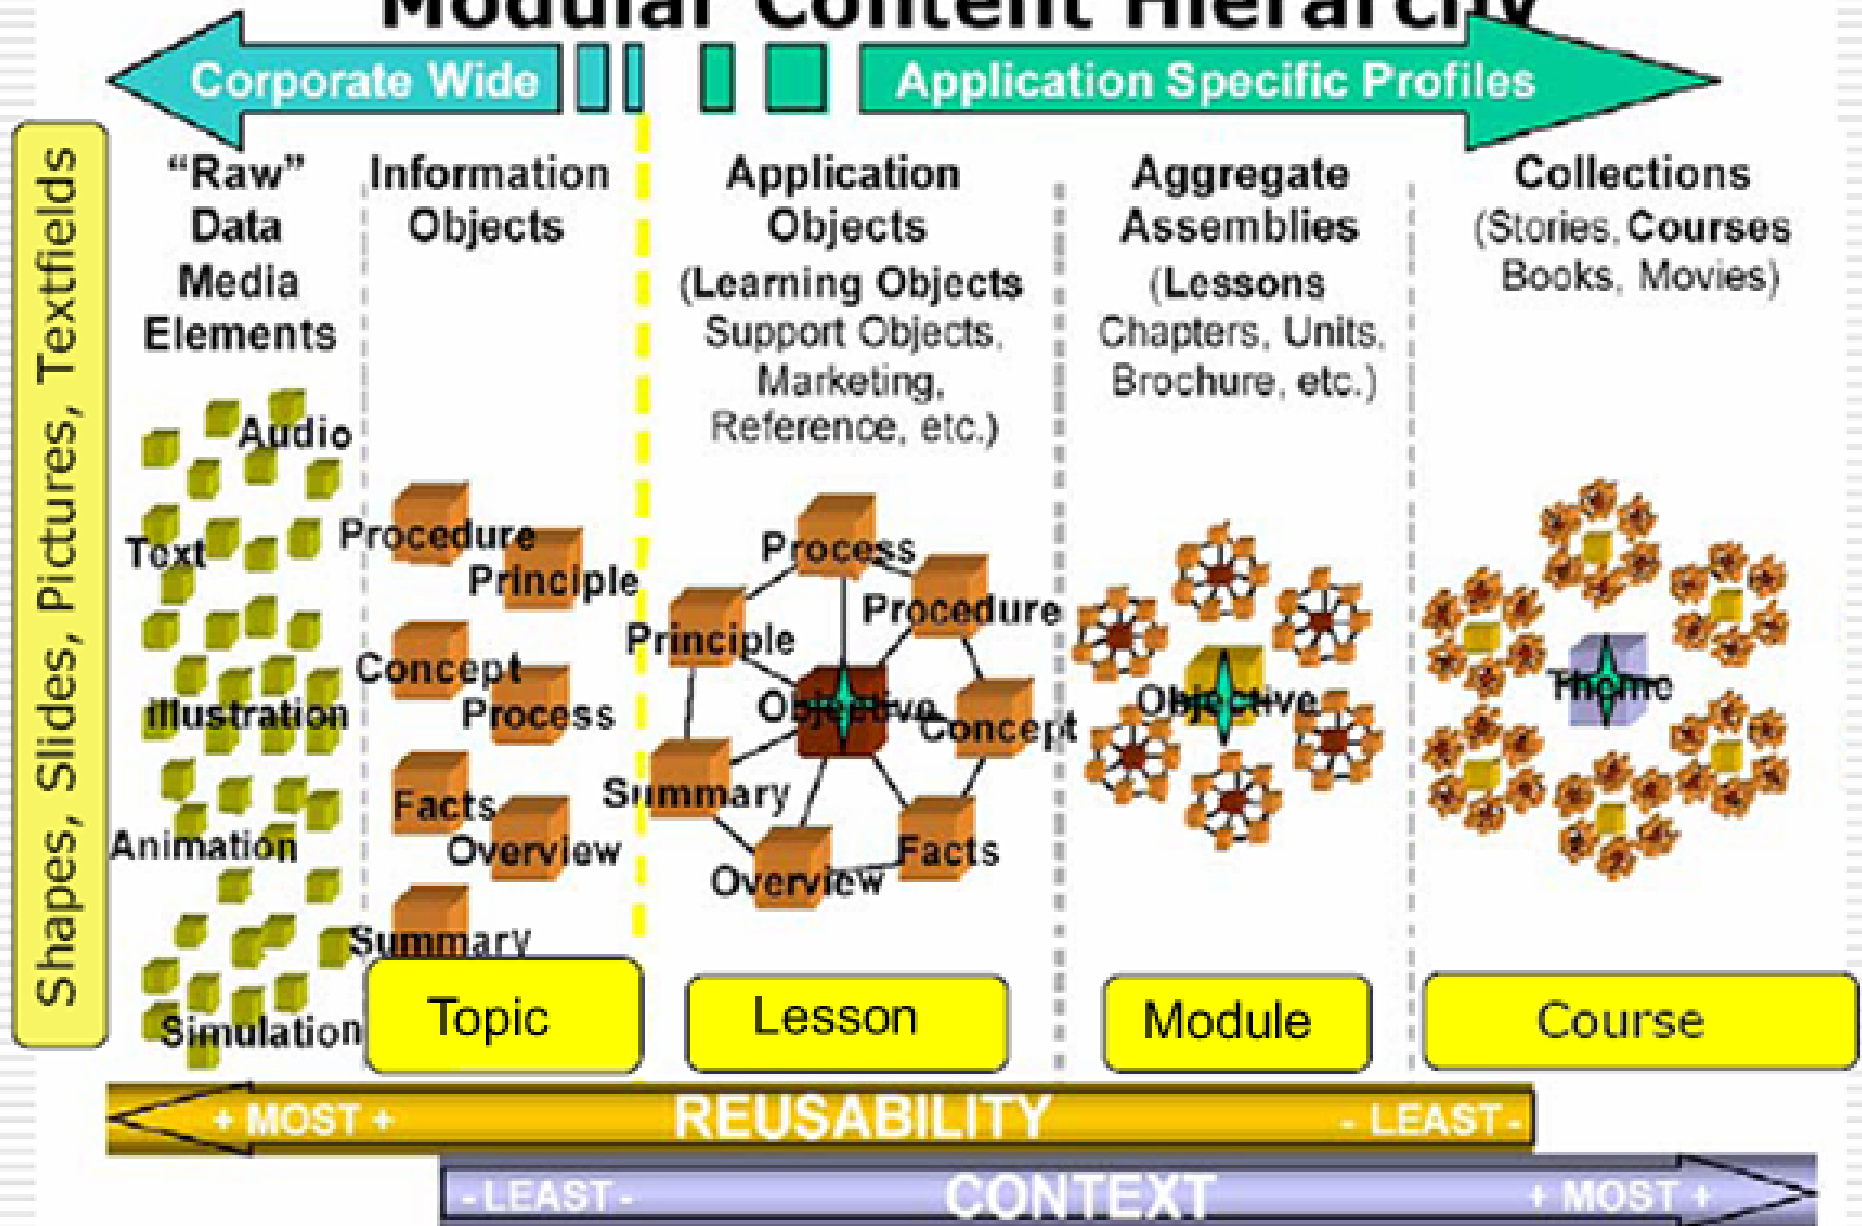 Modular Content Hierarchy
Corporate Wide
Application Specific Profiles
Shapes, Slides, Pictures, Textfields
“Raw”
Data
Media
Elements
Audio
Text
Illustration
Animation
Simulation
Information
Objects
Procedure
Principle
Concept
Process
Facts
Overview
Summary
Topic
Application
Objects
(Learning Objects
Support Objects,
Marketing,
Reference, etc.)
Process
Procedure
Principle
Objective
Concept
Summary
Facts
Overview
Lesson
Aggregate
Assemblies
(Lessons
Chapters, Units,
Brochure, etc.)
Objective
Module
Collections
(Stories, Courses
Books, Movies)
Theme
Course
+ MOST + REUSABILITY - LEAST -
- LEAST - CONTEXT + MOST +